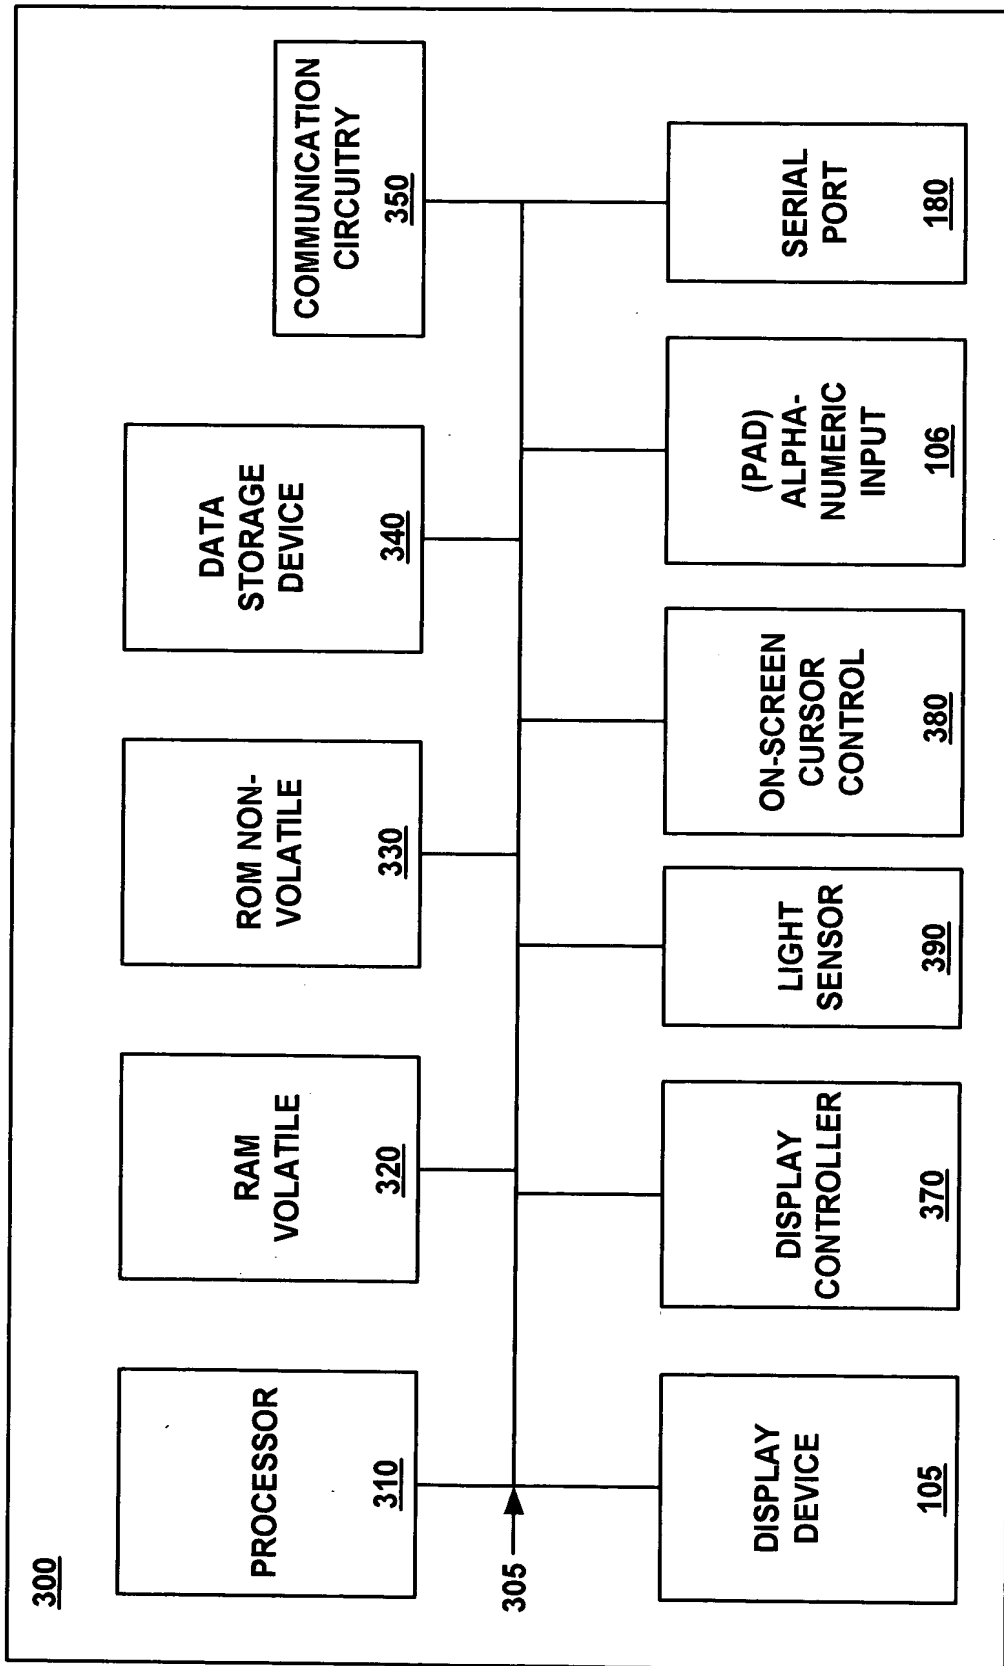 300
PROCESSOR
310
RAM
VOLATILE
320
ROM NON-
VOLATILE
330
DATA
STORAGE
DEVICE
340
COMMUNICATION
CIRCUITRY
350
305
DISPLAY
DEVICE
105
DISPLAY
CONTROLLER
370
LIGHT
SENSOR
390
ON-SCREEN
CURSOR
CONTROL
380
(PAD)
ALPHA-
NUMERIC
INPUT
106
SERIAL
PORT
180